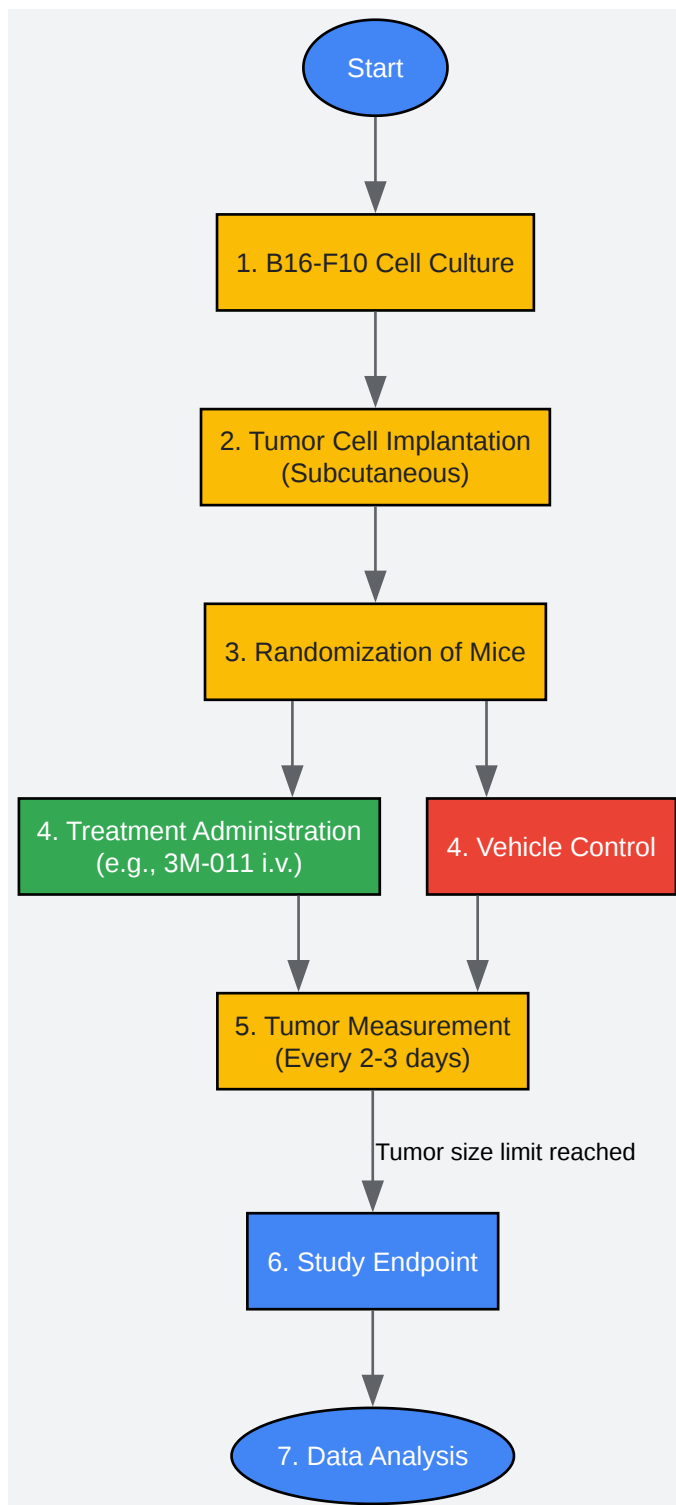 Start
1. B16-F10 Cell Culture
2. Tumor Cell Implantation
(Subcutaneous)
3. Randomization of Mice
4. Treatment Administration
(e.g., 3M-011 i.v.)
4. Vehicle Control
5. Tumor Measurement
(Every 2-3 days)
Tumor size limit reached
6. Study Endpoint
7. Data Analysis